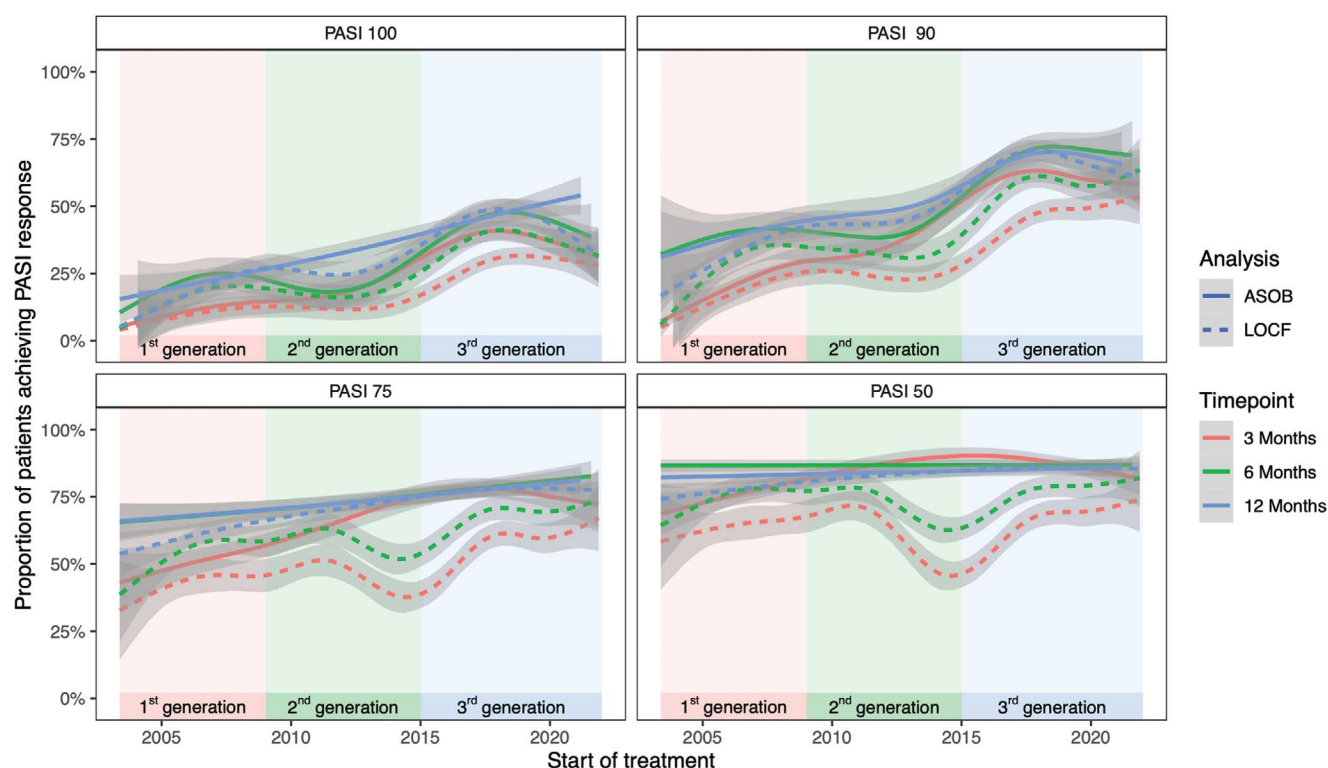 PASI 100
PASI 90
Proportion of patients achieving PASI response
100%
75%
50%
25%
0%
1st generation
2nd generation
3rd generation
1st generation
2nd generation
3rd generation
PASI 75
PASI 50
100%
75%
50%
25%
0%
1st generation
2nd generation
3rd generation
1st generation
2nd generation
3rd generation
2005
2010
2015
2020
2005
2010
2015
2020
Start of treatment
Analysis
ASOB
LOCF
Timepoint
3 Months
6 Months
12 Months